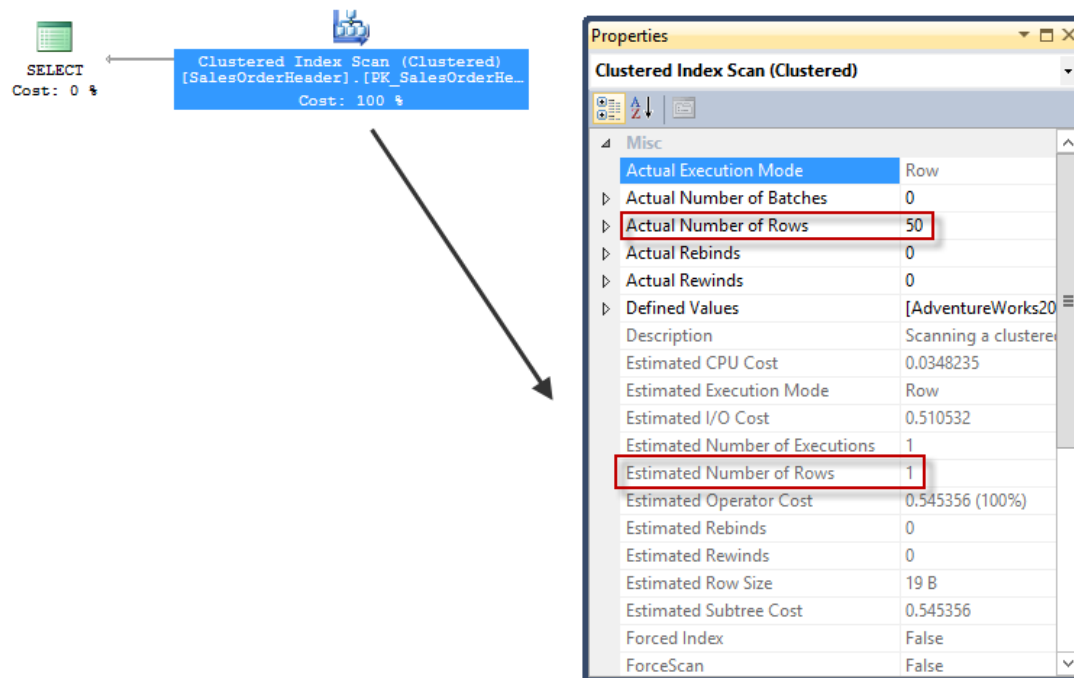 SELECT
Cost: 0 %
Clustered Index Scan (Clustered)
[SalesOrderHeader].[PK_SalesOrderHe…
Cost: 100 %
Properties
Clustered Index Scan (Clustered)
Misc
Actual Execution Mode Row
Actual Number of Batches 0
Actual Number of Rows 50
Actual Rebinds 0
Actual Rewinds 0
Defined Values [AdventureWorks20
Description Scanning a clustere
Estimated CPU Cost 0.0348235
Estimated Execution Mode Row
Estimated I/O Cost 0.510532
Estimated Number of Executions 1
Estimated Number of Rows 1
Estimated Operator Cost 0.545356 (100%)
Estimated Rebinds 0
Estimated Rewinds 0
Estimated Row Size 19 B
Estimated Subtree Cost 0.545356
Forced Index False
ForceScan False